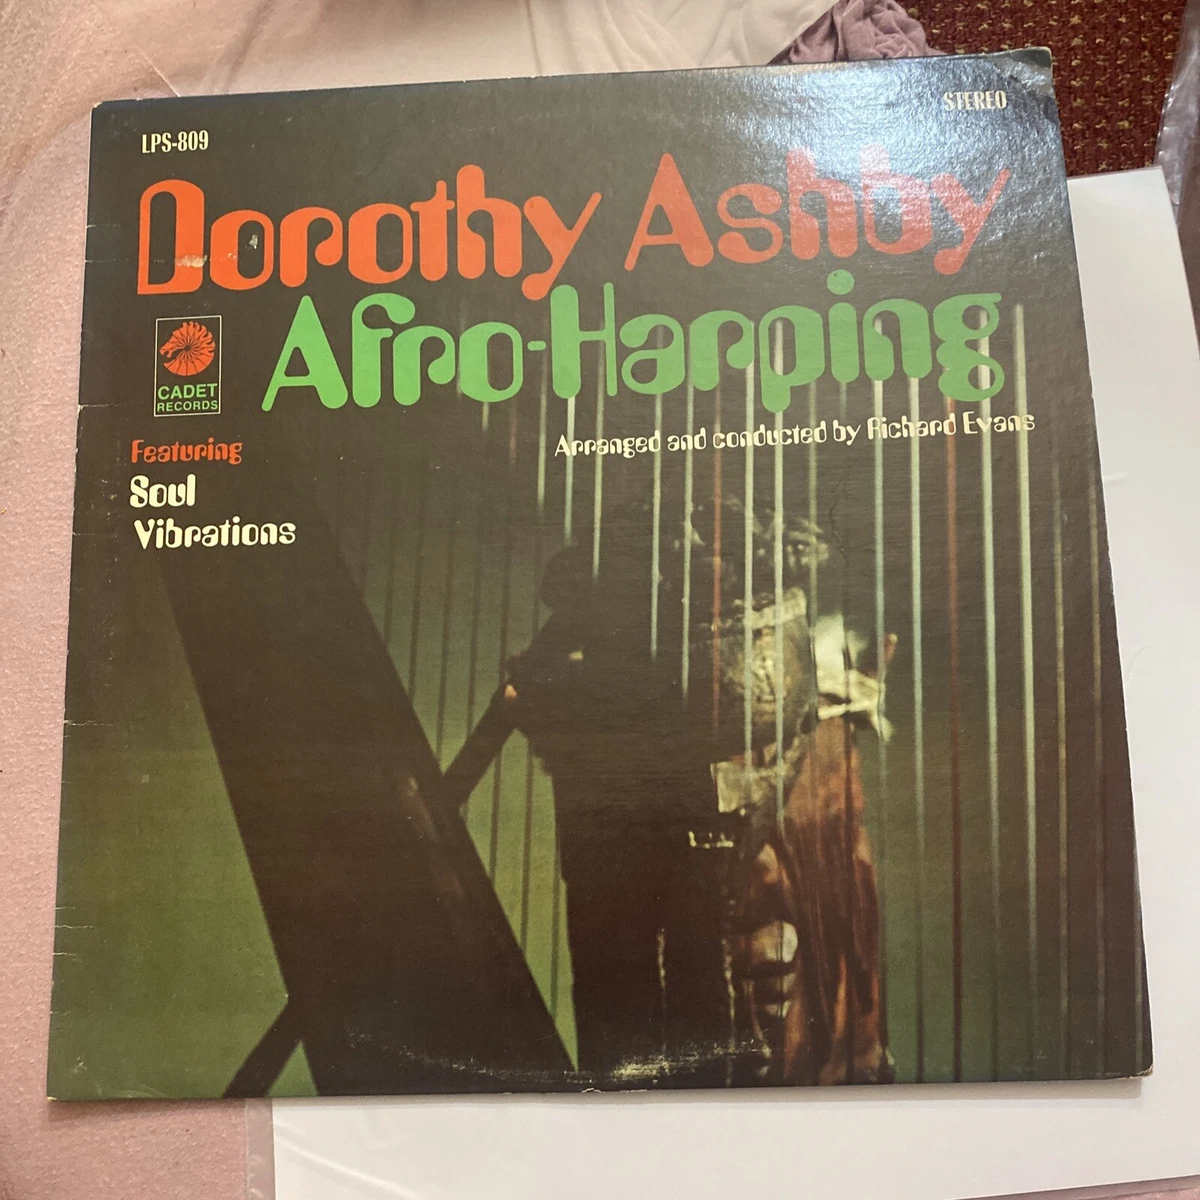 LPS-809
STEREO
Dorothy Ashby
Afro-Harping
CADET
RECORDS
Arranged and conducted by Richard Evans
Featuring
Soul
Vibrations